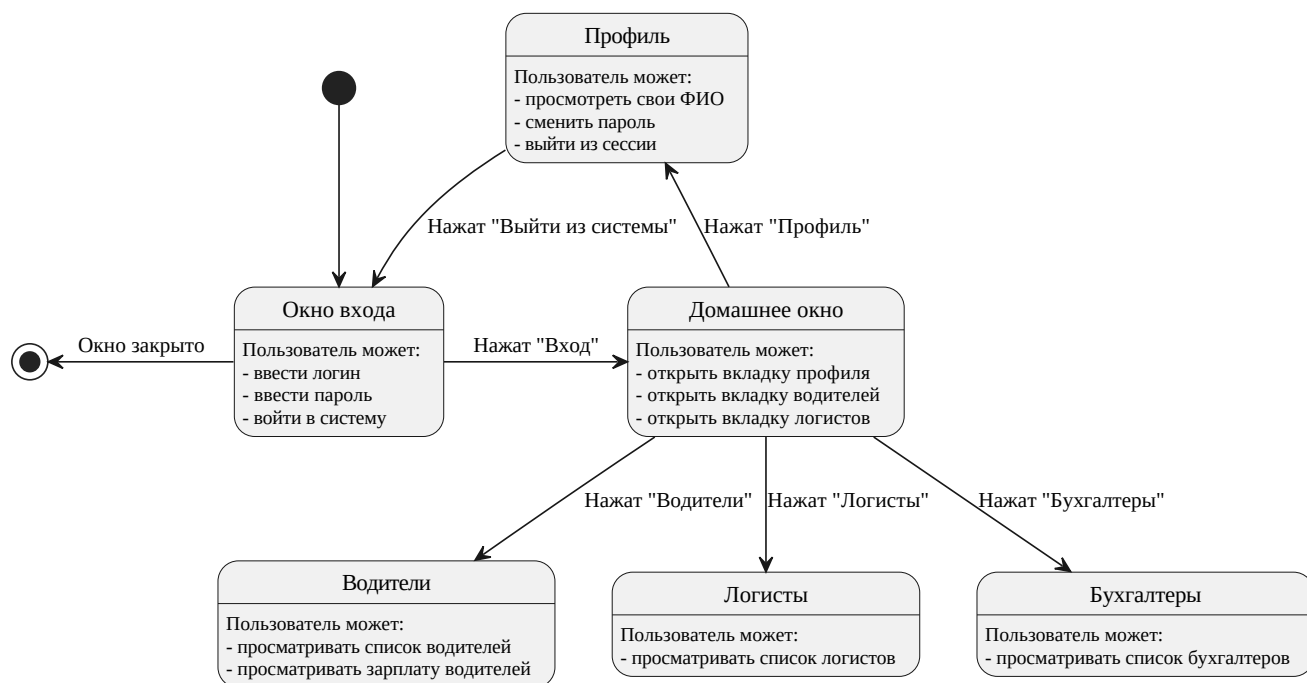 Профиль
Пользователь может:
- просмотреть свои ФИО
- сменить пароль
- выйти из сессии
Нажат "Выйти из системы"
Нажат "Профиль"
Окно входа
Пользователь может:
- ввести логин
- ввести пароль
- войти в систему
Окно закрыто
Нажат "Вход"
Домашнее окно
Пользователь может:
- открыть вкладку профиля
- открыть вкладку водителей
- открыть вкладку логистов
Нажат "Водители"
Нажат "Логисты"
Нажат "Бухгалтеры"
Водители
Пользователь может:
- просматривать список водителей
- просматривать зарплату водителей
Логисты
Пользователь может:
- просматривать список логистов
Бухгалтеры
Пользователь может:
- просматривать список бухгалтеров